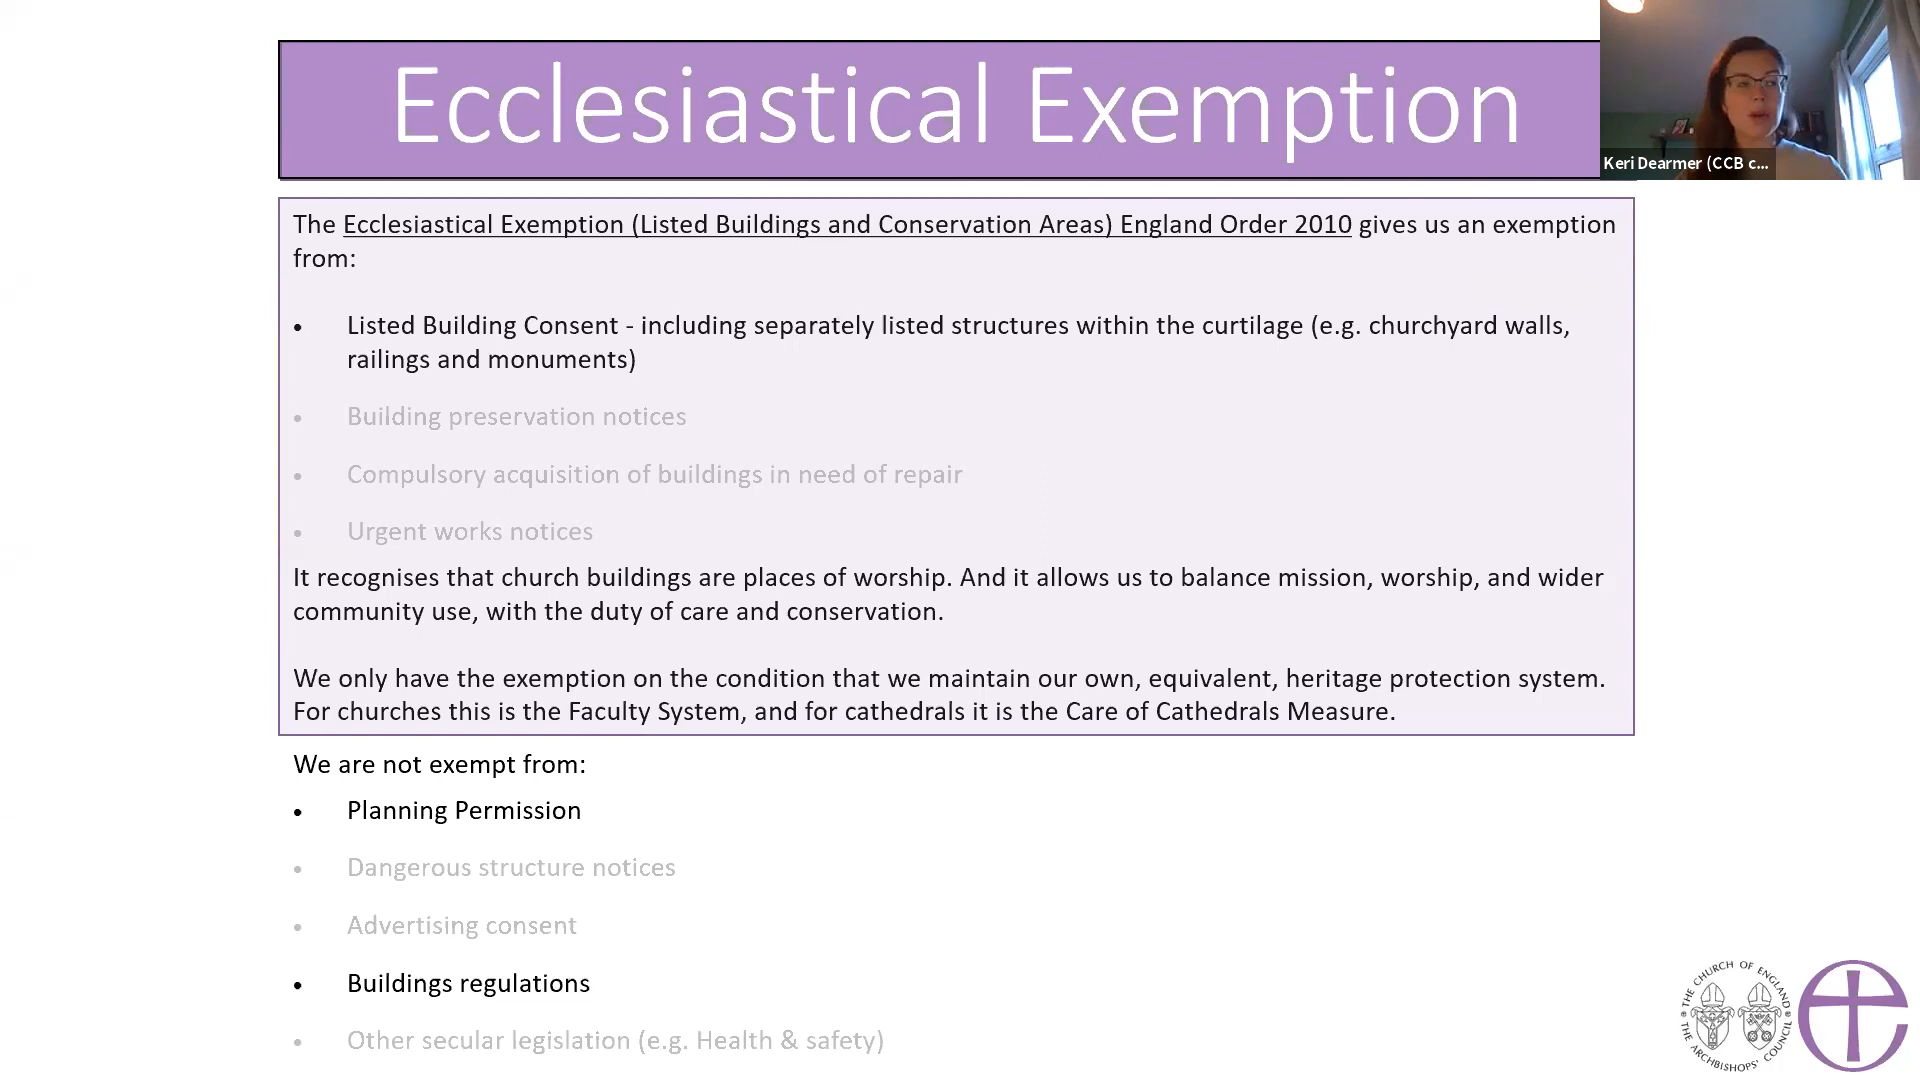 Ecclesiastical Exemption
Keri Dearmer (CCB c...
The Ecclesiastical Exemption (Listed Buildings and Conservation Areas) England Order 2010 gives us an exemption
from:
• Listed Building Consent - including separately listed structures within the curtilage (e.g. churchyard walls,
railings and monuments)
• Building preservation notices
• Compulsory acquisition of buildings in need of repair
• Urgent works notices
It recognises that church buildings are places of worship. And it allows us to balance mission, worship, and wider
community use, with the duty of care and conservation.
We only have the exemption on the condition that we maintain our own, equivalent, heritage protection system.
For churches this is the Faculty System, and for cathedrals it is the Care of Cathedrals Measure.
We are not exempt from:
• Planning Permission
• Dangerous structure notices
• Advertising consent
• Buildings regulations
• Other secular legislation (e.g. Health & safety)
THE CHURCH OF ENGLAND
THE ARCHBISHOPS' COUNCIL